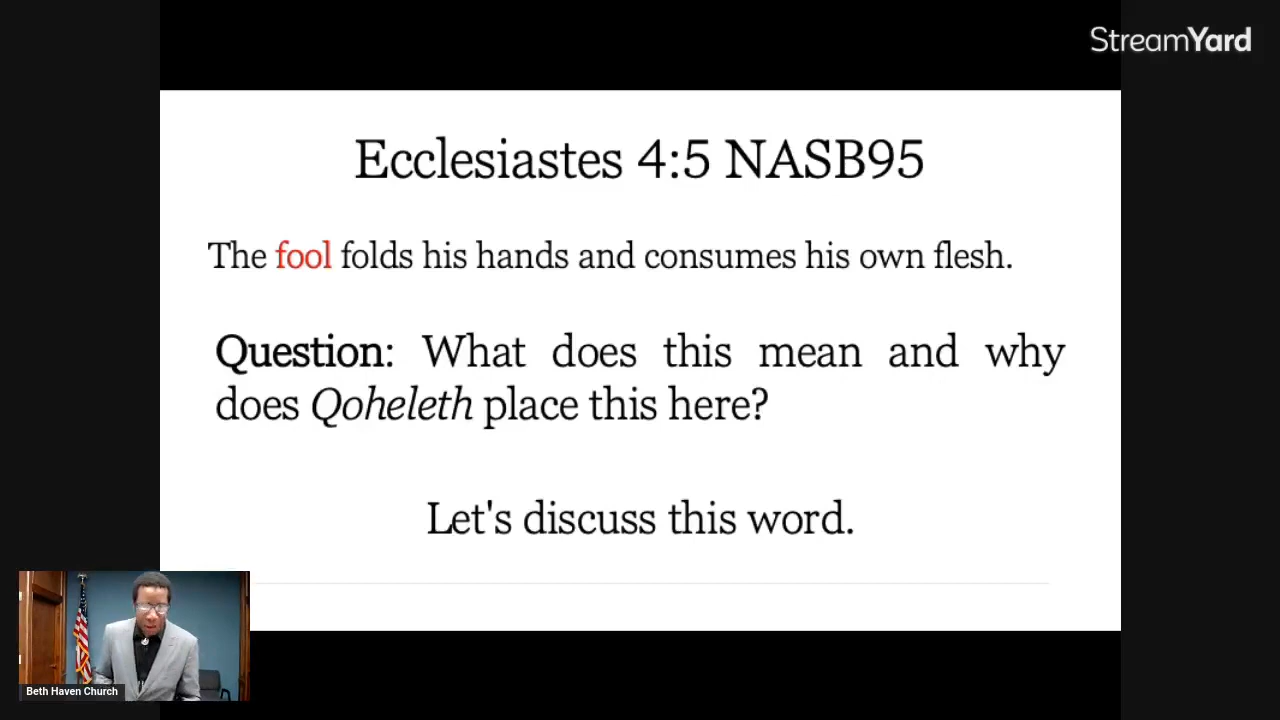 StreamYard
Ecclesiastes 4:5 NASB95
The fool folds his hands and consumes his own flesh.
Question: What does this mean and why
does Qoheleth place this here?
Let's discuss this word.
Beth Haven Church